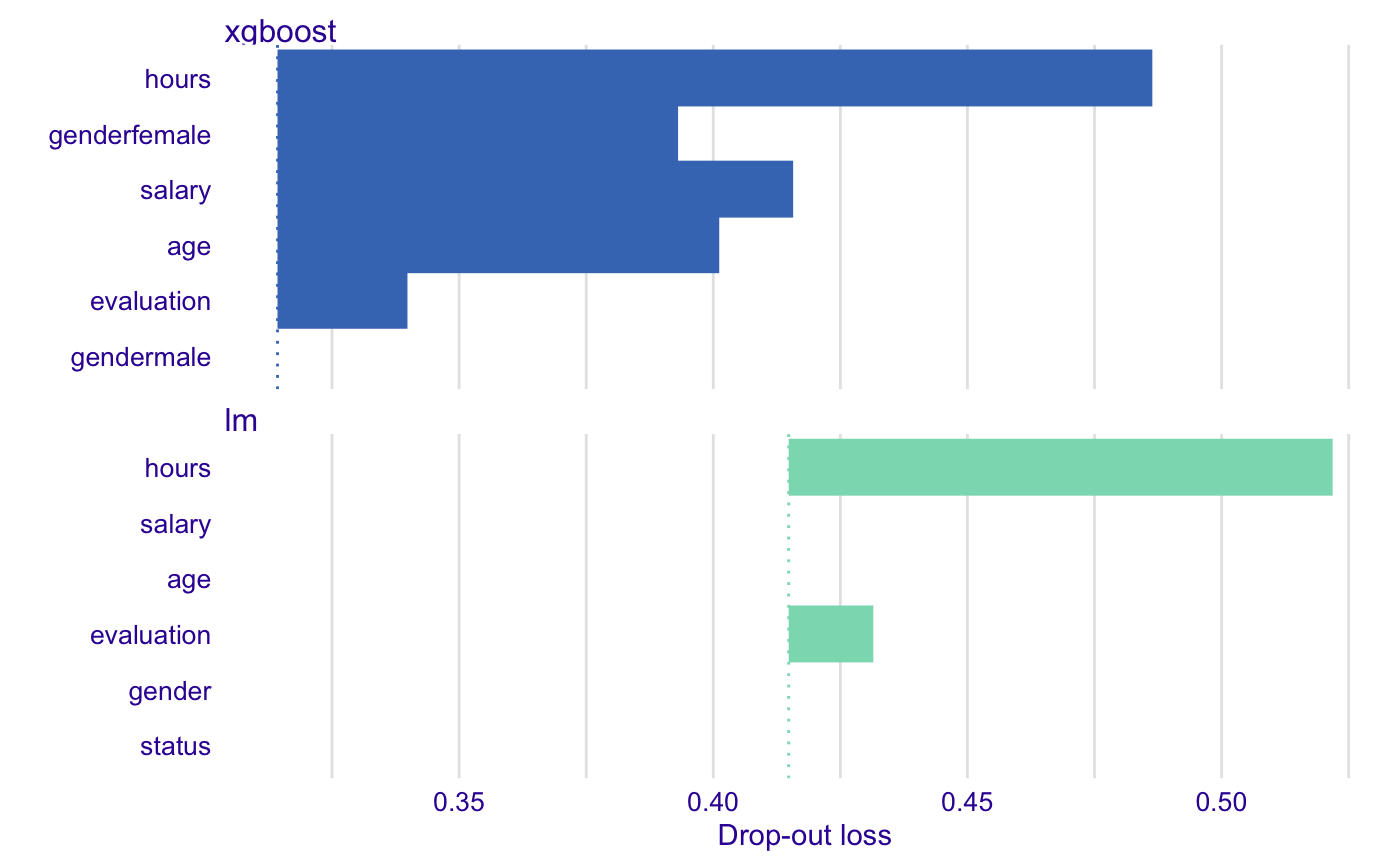 xgboost
hours
genderfemale
salary
age
evaluation
gendermale
lm
hours
salary
age
evaluation
gender
status
0.35 0.40 0.45 0.50
Drop-out loss